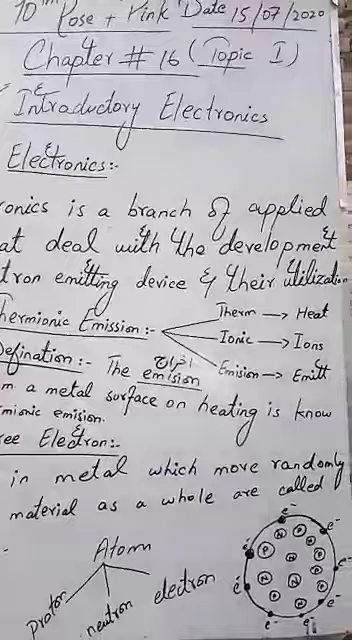 10th Rose + Pink Date 15/07/2020
Chapter # 16 (Topic I)
Introductory Electronics
Electronics:-
onics is a branch of applied
at deal with the development
tron emitting device & their utilization
hermionic Emission:-
Therm → Heat
Ionic → Ions
Emision → Emitt
Defination:- The emision اخراج
m a metal surface on heating is know
mionic emision.
ree Electron:-
in metal which move randomly
material as a whole are called
Atom
Proton
neutron
electron
e⁻ e⁻ e⁻ e⁻ e⁻ e⁻ e⁻ e⁻
P N P N P N P N P N P